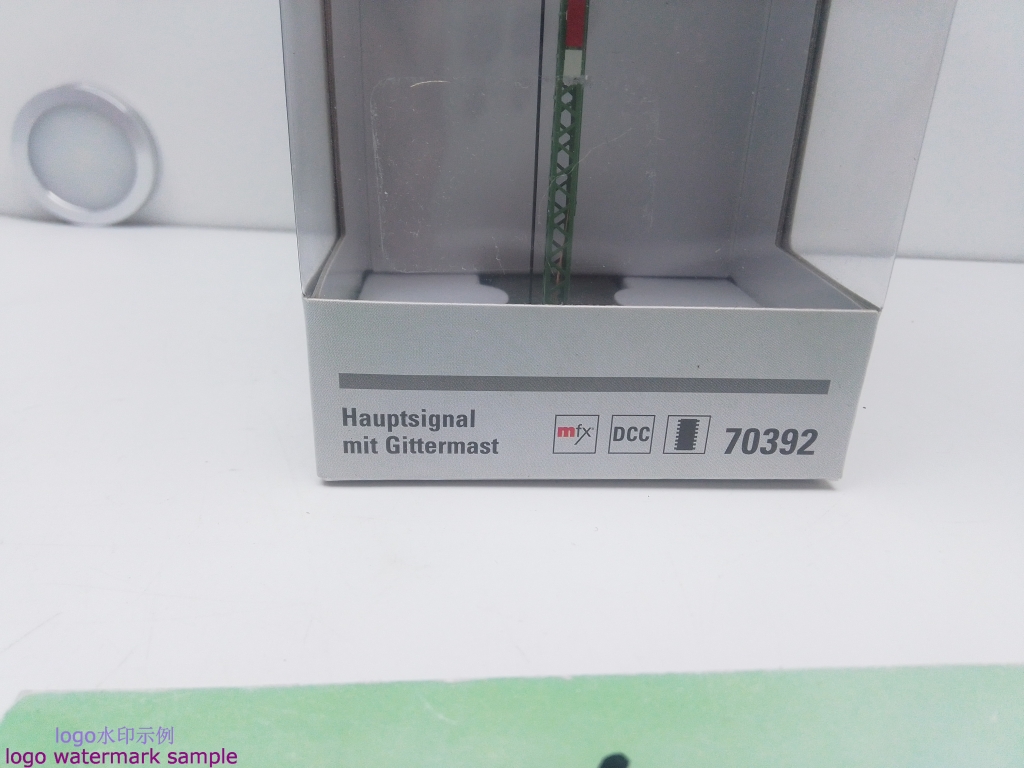 Hauptsignal
mit Gittermast
mfx DCC 70392
logo水印示例
logo watermark sample